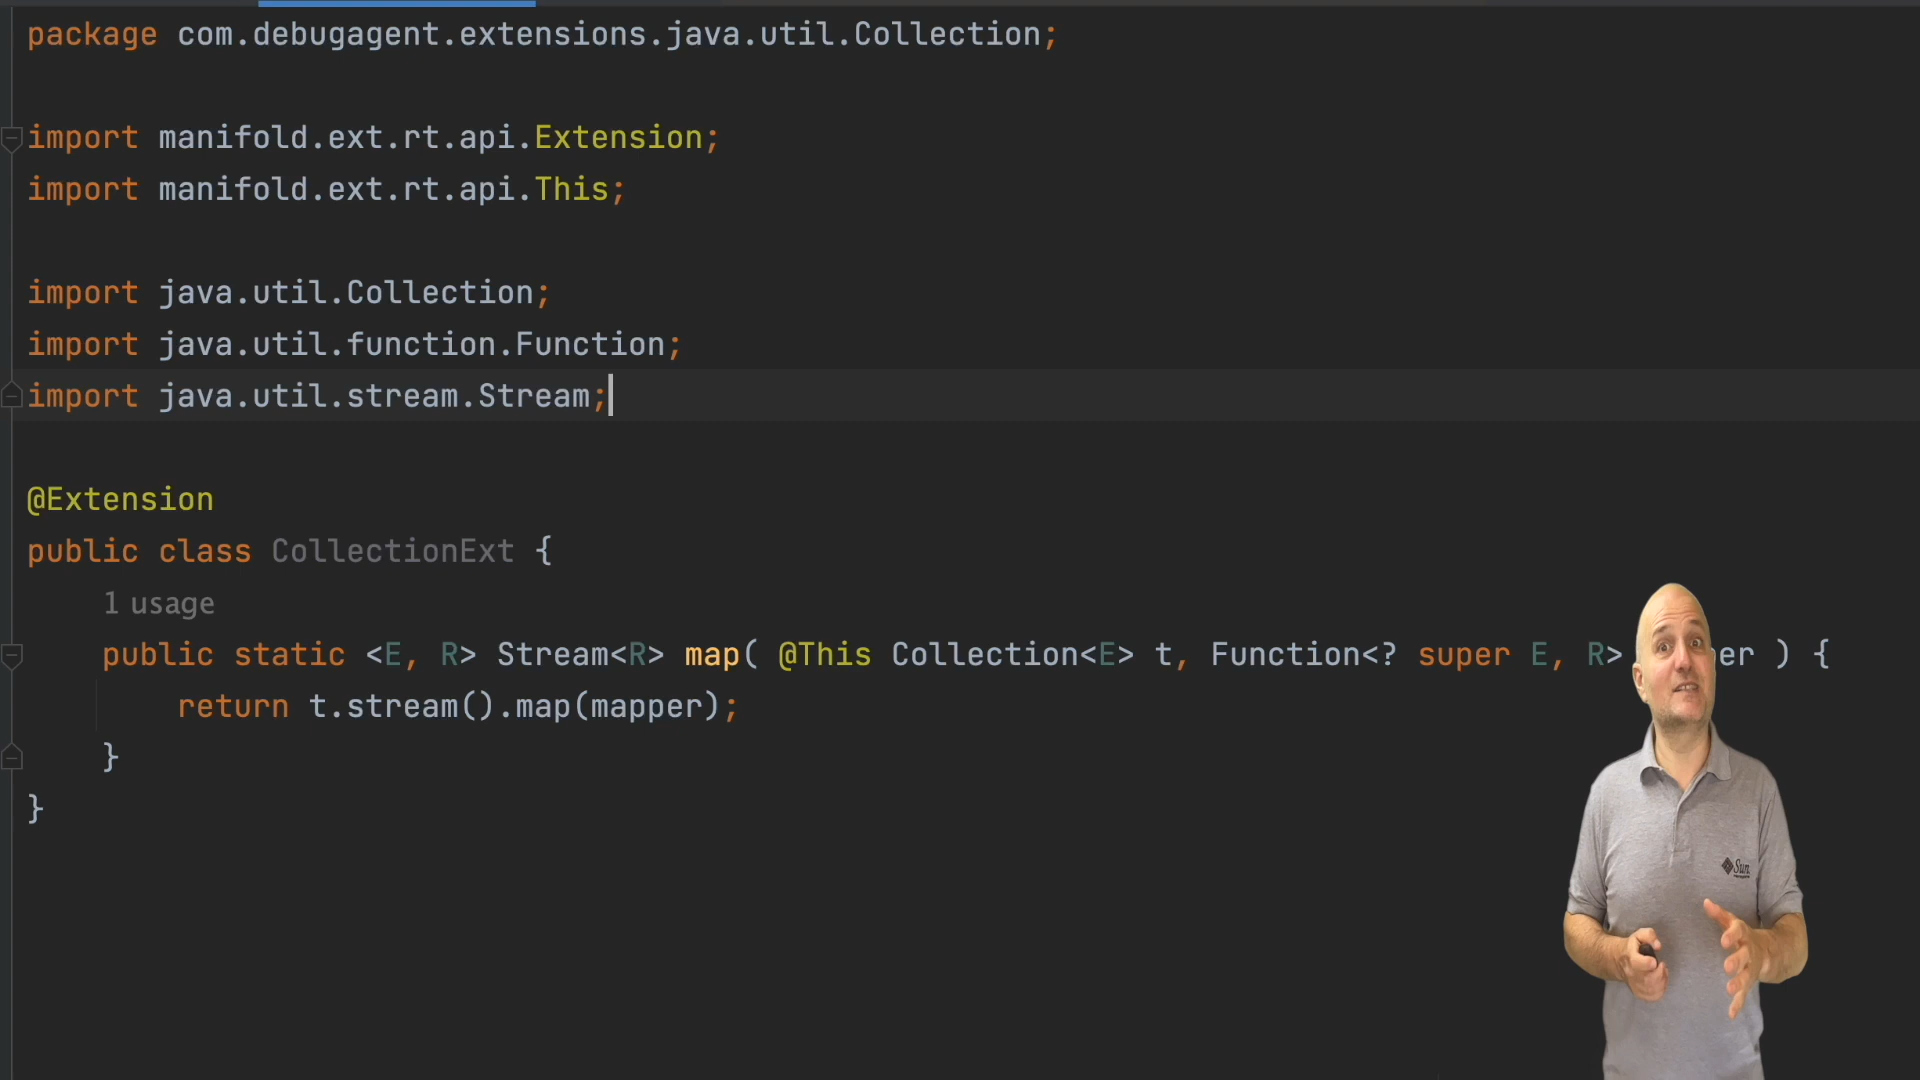 package com.debugagent.extensions.java.util.Collection;
import manifold.ext.rt.api.Extension;
import manifold.ext.rt.api.This;
import java.util.Collection;
import java.util.function.Function;
import java.util.stream.Stream;
@Extension
public class CollectionExt {
1 usage
public static <E, R> Stream<R> map( @This Collection<E> t, Function<? super E, R> er ) {
return t.stream().map(mapper);
}
}
Sun